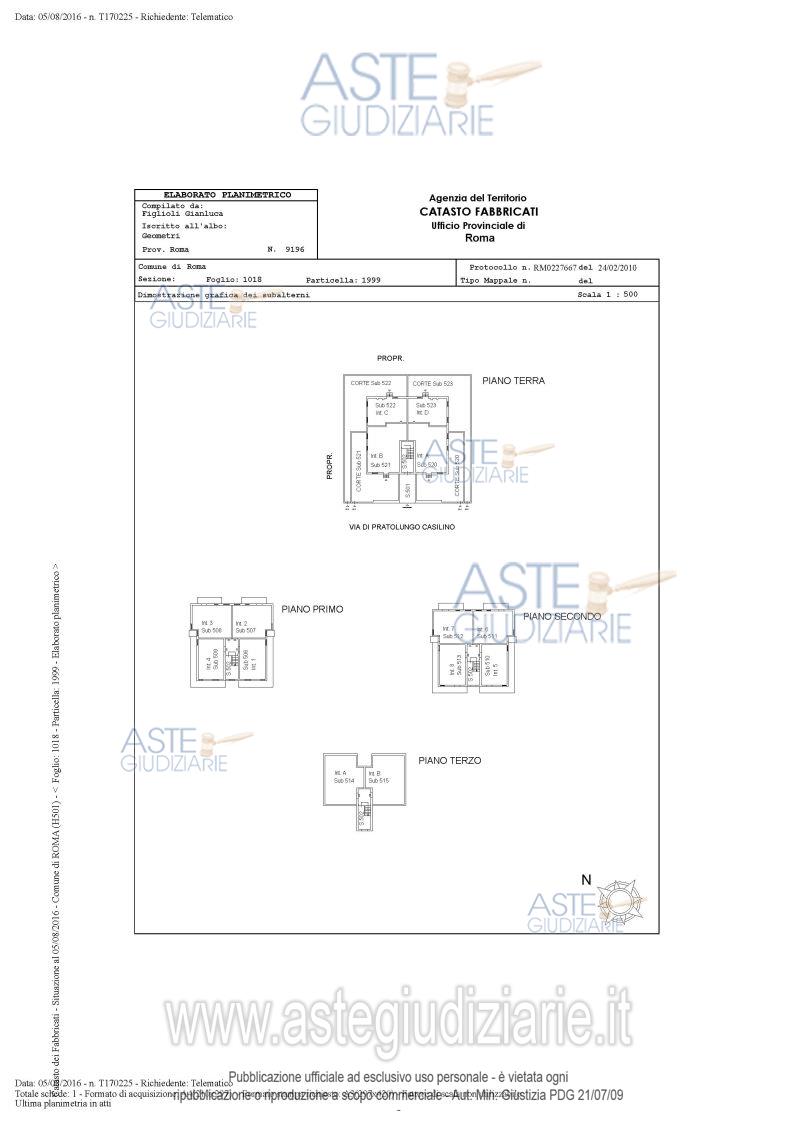 Data: 05/08/2016 - n. T170225 - Richiedente: Telematico
ASTE
GIUDIZIARIE
ELABORATO PLANIMETRICO
Compilato da:
Figlioli Gianluca
Iscritto all'albo:
Geometri
Prov. Roma N. 9196
Agenzia del Territorio
CATASTO FABBRICATI
Ufficio Provinciale di
Roma
Comune di Roma
Sezione: Foglio: 1018 Particella: 1999
Protocollo n. RM0227667 del 24/02/2010
Tipo Mappale n. del
Dimostrazione grafica dei subalterni Scala 1 : 500
ASTE
GIUDIZIARIE
PROPR.
PIANO TERRA
CORTE Sub 522 CORTE Sub 523
Sub 522 Sub 523
Int. C Int. D
PROPR.
CORTE Sub 521
Int. B
Sub 521
S.502
Int. A
Sub 520
CORTE Sub 520
S.501
ASTE
GIUDIZIARIE
VIA DI PRATOLUNGO CASILINO
PIANO PRIMO
Int. 3 Int. 2
Sub 508 Sub 507
Int. 4
Sub 509
S.502
Sub 506
Int. 1
ASTE
GIUDIZIARIE
PIANO SECONDO
Int. 7 Int. 6
Sub 512 Sub 511
Int. 8
Sub 513
S.502
Sub 510
Int. 5
ASTE
GIUDIZIARIE
PIANO TERZO
Int. A Int. B
Sub 514 Sub 515
S.502
N
ASTE
GIUDIZIARIE
Catasto dei Fabbricati - Situazione al 05/08/2016 - Comune di ROMA (H501) - < Foglio: 1018 - Particella: 1999 - Elaborato planimetrico >
www.astegiudiziarie.it
Data: 05/08/2016 - n. T170225 - Richiedente: Telematico
Pubblicazione ufficiale ad esclusivo uso personale - è vietata ogni
Totale schede: 1 - Formato di acquisizione:
ripubblicazione o riproduzione a scopo commerciale - Aut. Min. Giustizia PDG 21/07/09
Ultima planimetria in atti